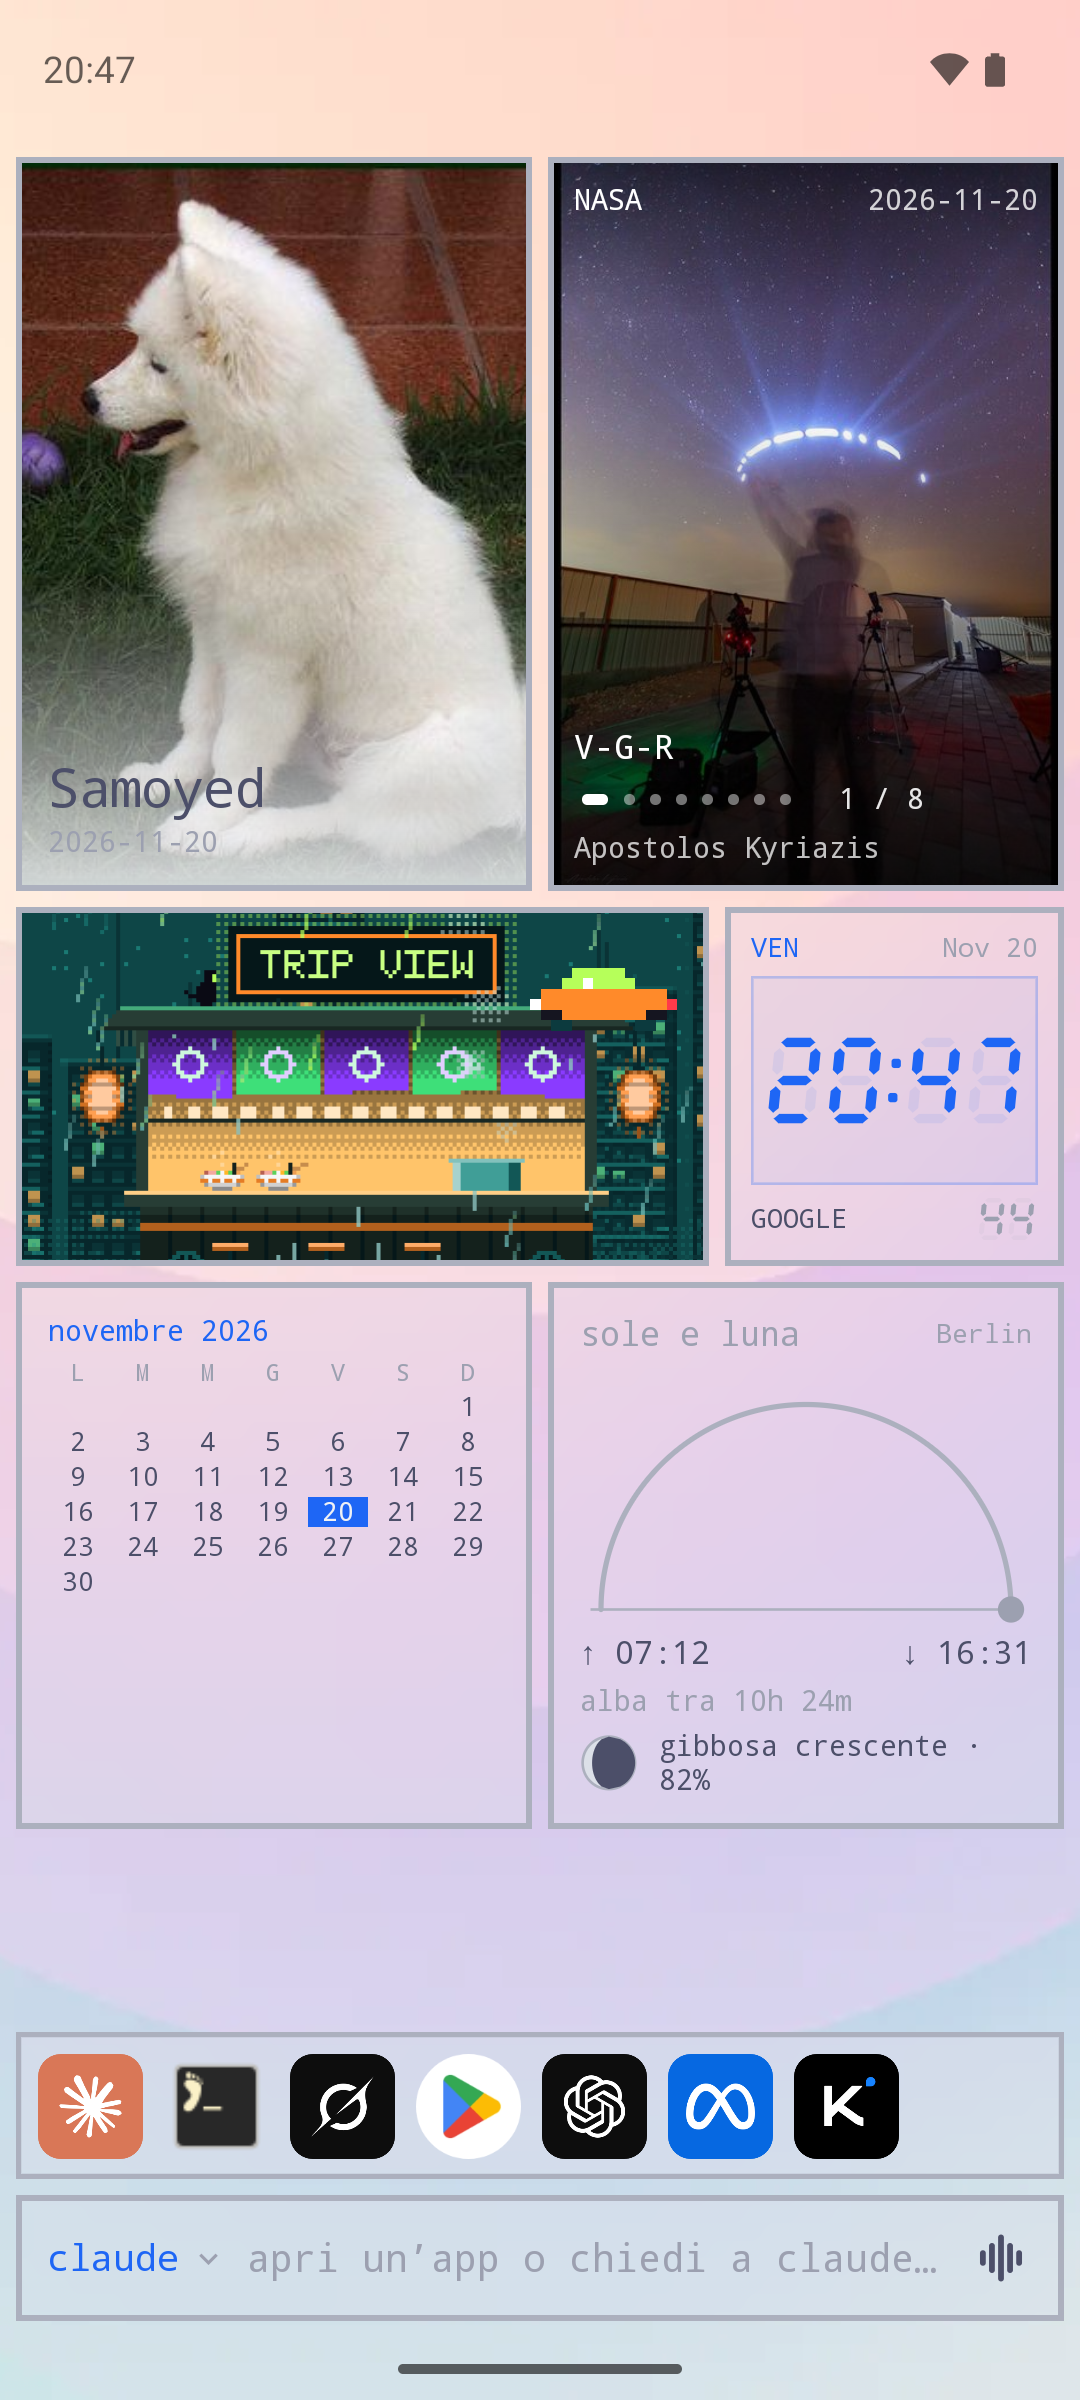 20:47
NASA 2026-11-20
V-G-R
1 / 8
Apostolos Kyriazis
Samoyed
2026-11-20
TRIP VIEW
VEN Nov 20
20:47
GOOGLE 44
novembre 2026
L M M G V S D
1
2 3 4 5 6 7 8
9 10 11 12 13 14 15
16 17 18 19 20 21 22
23 24 25 26 27 28 29
30
sole e luna Berlin
↑ 07:12 ↓ 16:31
alba tra 10h 24m
gibbosa crescente ·
82%
claude apri un’app o chiedi a claude…